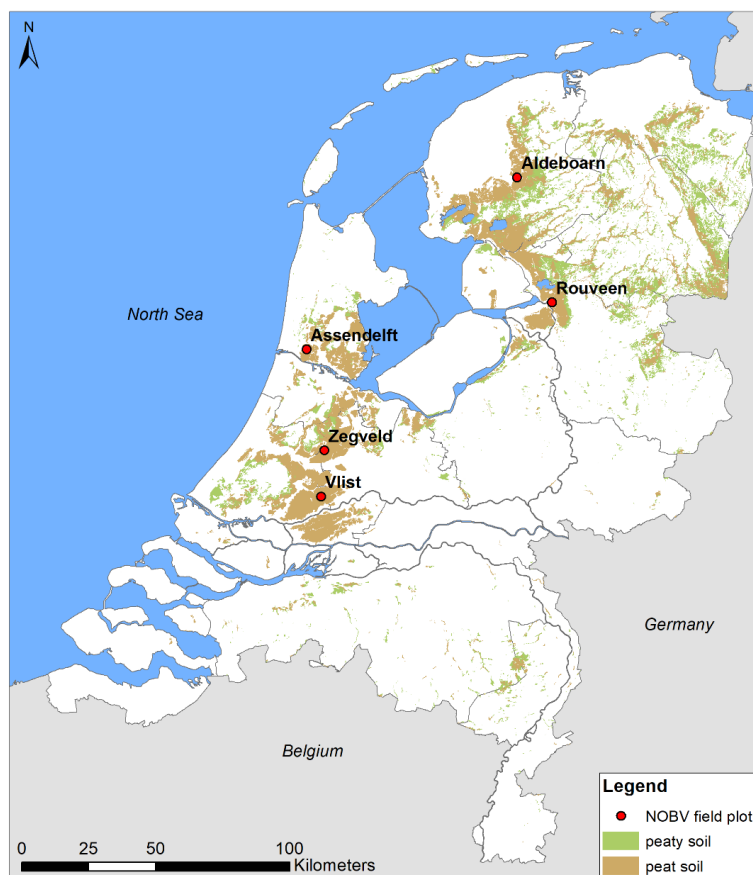 N
Aldeboarn
Rouveen
North Sea
Assendelft
Zegveld
Vlist
Germany
Belgium
Legend
NOBV field plot
peaty soil
peat soil
0 25 50 100
Kilometers